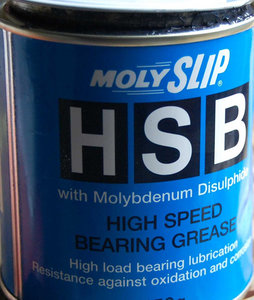 MOLYSLIP®
HSB
with Molybdenum Disulphide
HIGH SPEED
BEARING GREASE
High load bearing lubrication
Resistance against oxidation and